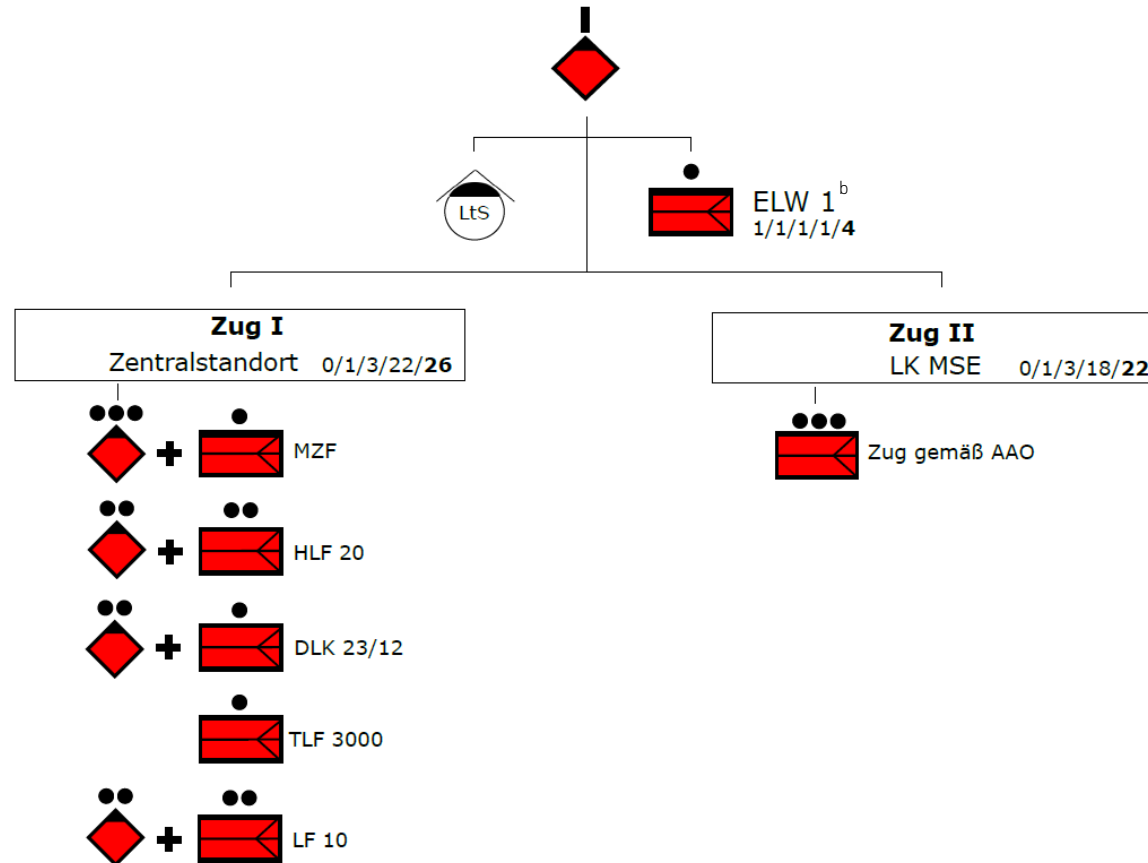 LtS
ELW 1 b
1/1/1/1/4
Zug I
Zentralstandort 0/1/3/22/26
Zug II
LK MSE 0/1/3/18/22
MZF
Zug gemäß AAO
HLF 20
DLK 23/12
TLF 3000
LF 10